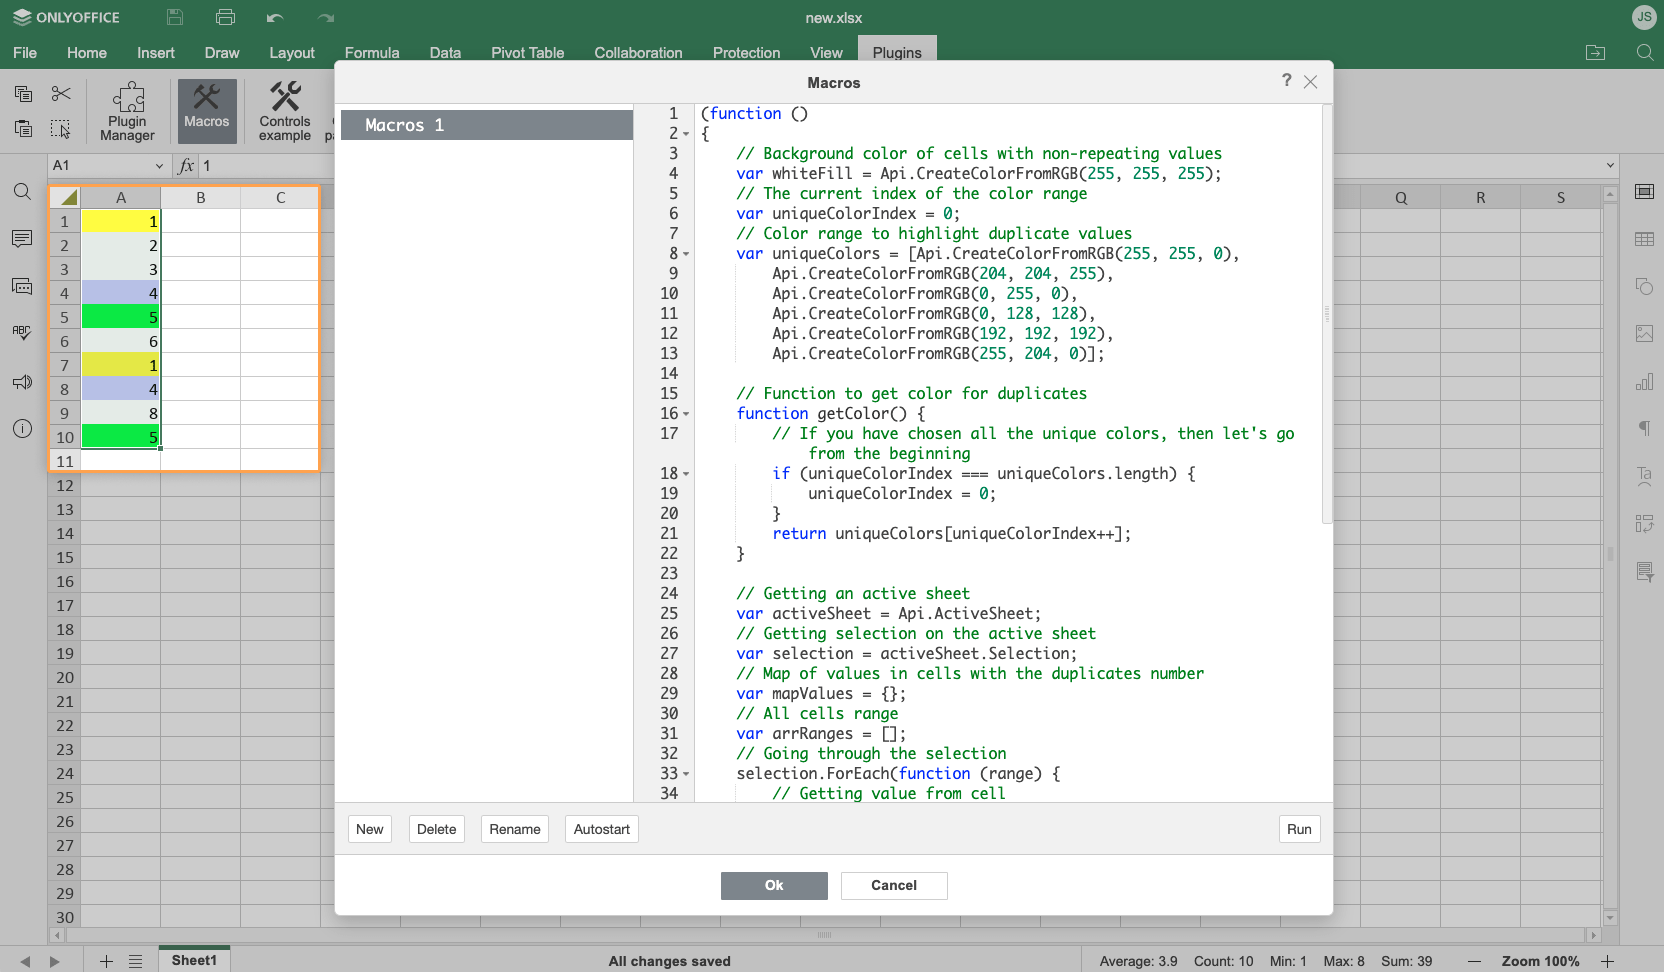 ONLYOFFICE
new.xlsx
JS
File Home Insert Draw Layout Formula Data Pivot Table Collaboration Protection View Plugins
Plugin Manager
Macros
Controls example
Macros
?
A1
fx
1
A B C Q R S
1 1
2 2
3 3
4 4
5 5
6 6
7 1
8 4
9 8
10 5
11
12
13
14
15
16
17
18
19
20
21
22
23
24
25
26
27
28
29
30
Macros 1
1 (function ()
2 {
3 // Background color of cells with non-repeating values
4 var whiteFill = Api.CreateColorFromRGB(255, 255, 255);
5 // The current index of the color range
6 var uniqueColorIndex = 0;
7 // Color range to highlight duplicate values
8 var uniqueColors = [Api.CreateColorFromRGB(255, 255, 0),
9 Api.CreateColorFromRGB(204, 204, 255),
10 Api.CreateColorFromRGB(0, 255, 0),
11 Api.CreateColorFromRGB(0, 128, 128),
12 Api.CreateColorFromRGB(192, 192, 192),
13 Api.CreateColorFromRGB(255, 204, 0)];
14
15 // Function to get color for duplicates
16 function getColor() {
17 // If you have chosen all the unique colors, then let's go
from the beginning
18 if (uniqueColorIndex === uniqueColors.length) {
19 uniqueColorIndex = 0;
20 }
21 return uniqueColors[uniqueColorIndex++];
22 }
23
24 // Getting an active sheet
25 var activeSheet = Api.ActiveSheet;
26 // Getting selection on the active sheet
27 var selection = activeSheet.Selection;
28 // Map of values in cells with the duplicates number
29 var mapValues = {};
30 // All cells range
31 var arrRanges = [];
32 // Going through the selection
33 selection.ForEach(function (range) {
34 // Getting value from cell
New Delete Rename Autostart Run
Ok Cancel
Sheet1
All changes saved
Average: 3.9 Count: 10 Min: 1 Max: 8 Sum: 39
Zoom 100%